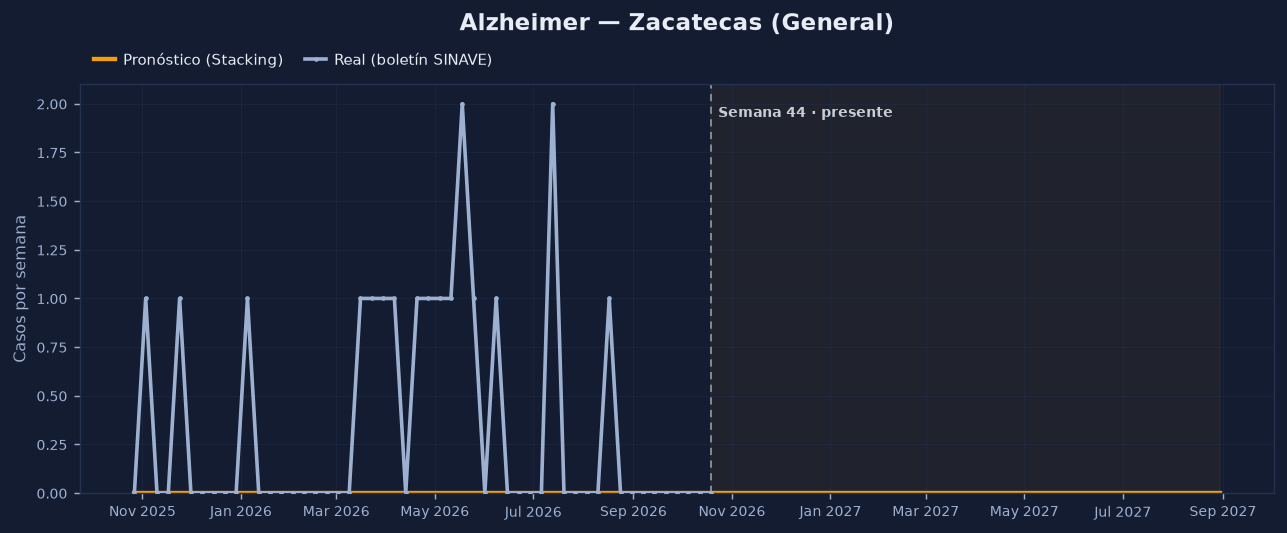 Alzheimer — Zacatecas (General)
Pronóstico (Stacking) Real (boletín SINAVE)
Semana 44 · presente
Casos por semana
2.00
1.75
1.50
1.25
1.00
0.75
0.50
0.25
0.00
Nov 2025 Jan 2026 Mar 2026 May 2026 Jul 2026 Sep 2026 Nov 2026 Jan 2027 Mar 2027 May 2027 Jul 2027 Sep 2027